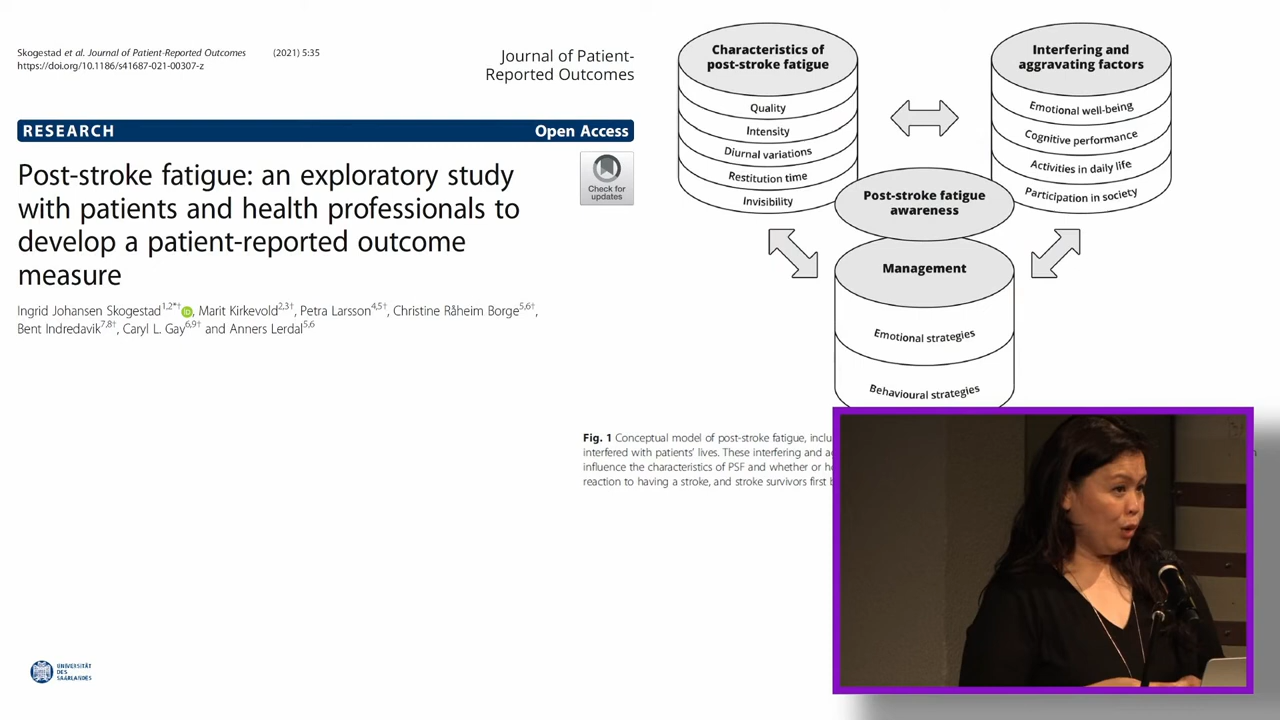 Skogestad et al. Journal of Patient-Reported Outcomes (2021) 5:35
https://doi.org/10.1186/s41687-021-00307-z
Journal of Patient-
Reported Outcomes
RESEARCH Open Access
Post-stroke fatigue: an exploratory study
with patients and health professionals to
develop a patient-reported outcome
measure
Check for
updates
Ingrid Johansen Skogestad1,2*† , Marit Kirkevold2,3†, Petra Larsson4,5†, Christine Råheim Borge5,6†,
Bent Indredavik7,8†, Caryl L. Gay6,9† and Anners Lerdal5,6
Characteristics of
post-stroke fatigue
Quality
Intensity
Diurnal variations
Restitution time
Invisibility
Interfering and
aggravating factors
Emotional well-being
Cognitive performance
Activities in daily life
Participation in society
Post-stroke fatigue
awareness
Management
Emotional strategies
Behavioural strategies
Fig. 1 Conceptual model of post-stroke fatigue, inclu
interfered with patients' lives. These interfering and a
influence the characteristics of PSF and whether or h
reaction to having a stroke, and stroke survivors first b
UNIVERSITÄT
DES
SAARLANDES